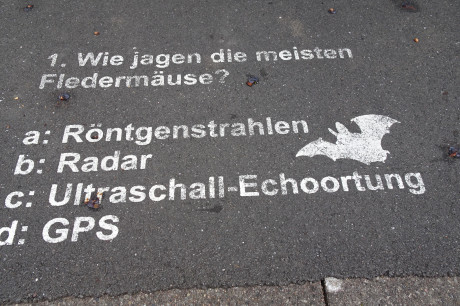 1. Wie jagen die meisten
Fledermäuse?
a: Röntgenstrahlen
b: Radar
c: Ultraschall-Echoortung
d: GPS